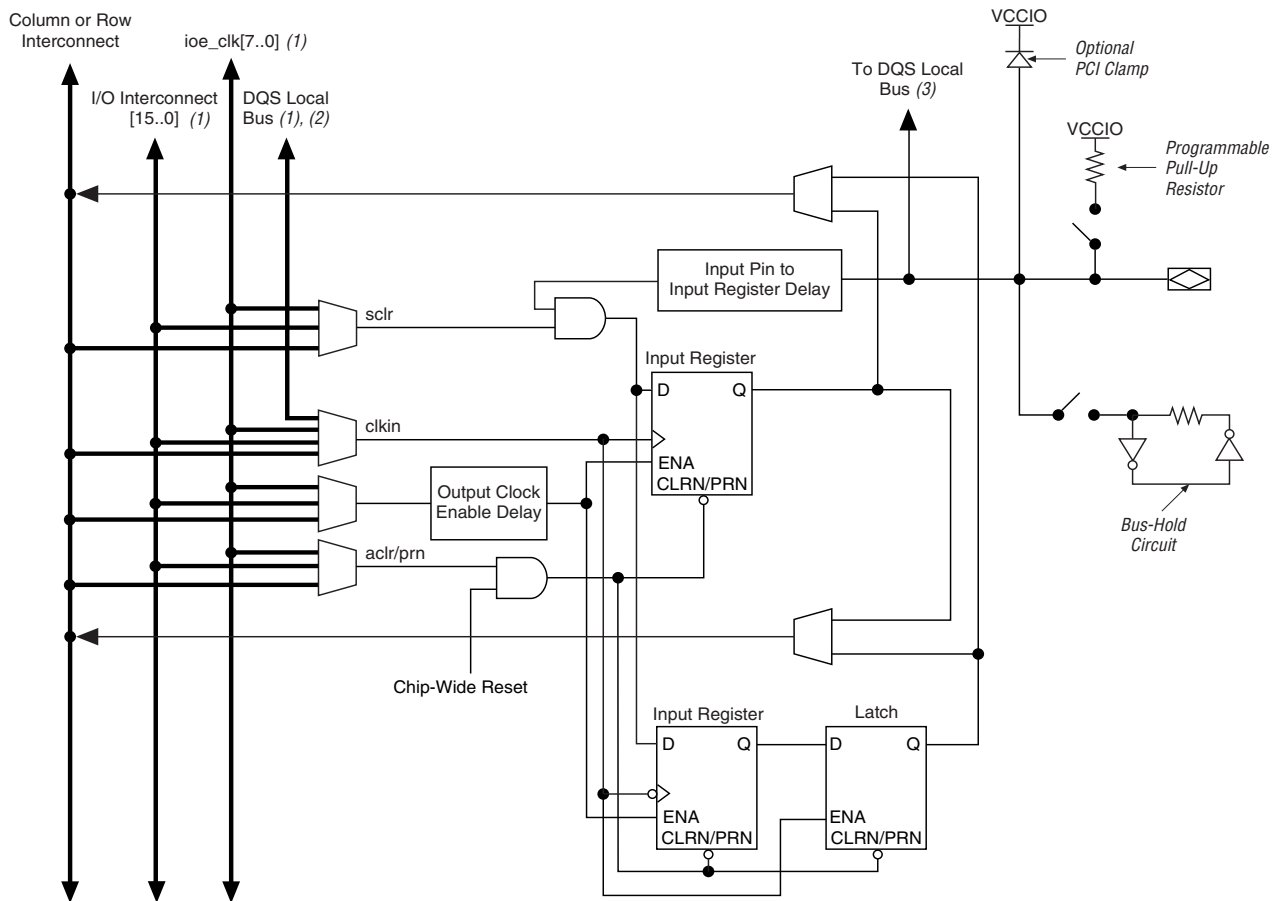 Column or Row
Interconnect
ioe_clk[7..0] (1)
I/O Interconnect
[15..0] (1)
DQS Local
Bus (1), (2)
To DQS Local
Bus (3)
VCCIO
Optional
PCI Clamp
VCCIO
Programmable
Pull-Up
Resistor
Input Pin to
Input Register Delay
sclr
Input Register
D Q
ENA
CLRN/PRN
clkin
Output Clock
Enable Delay
aclr/prn
Chip-Wide Reset
Bus-Hold
Circuit
Input Register
D Q
ENA
CLRN/PRN
Latch
D Q
ENA
CLRN/PRN